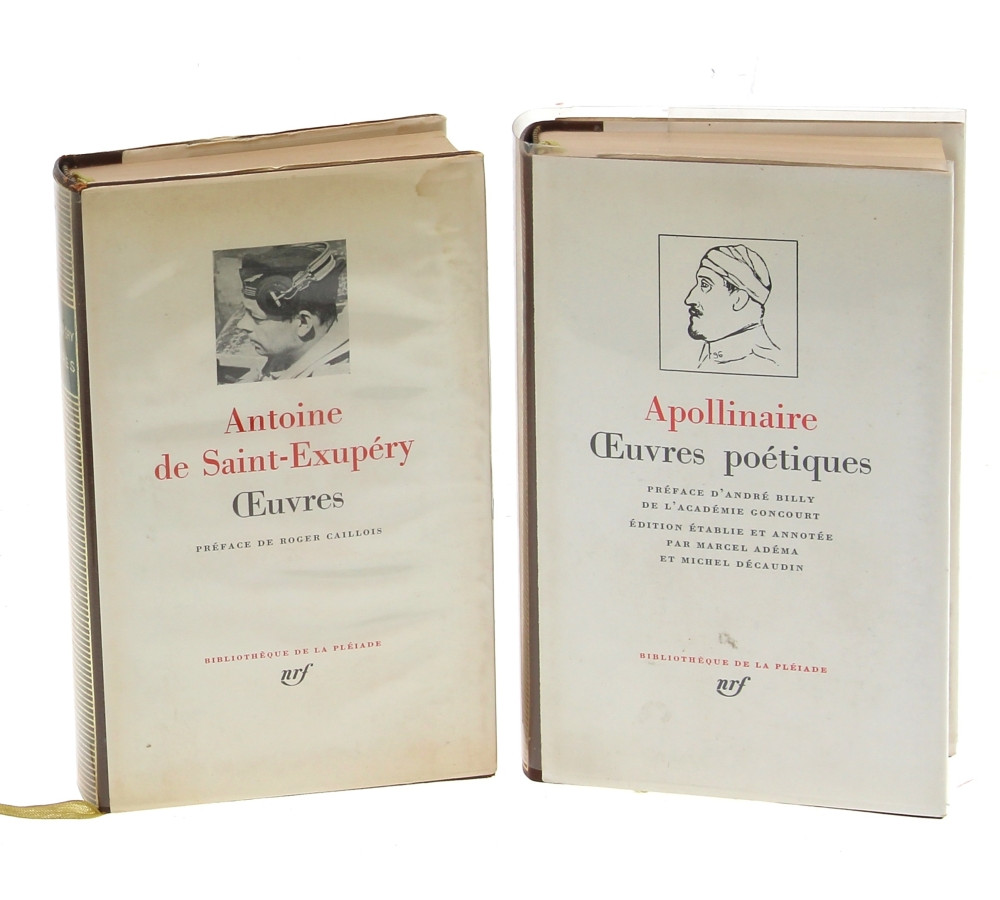 Antoine
de Saint-Exupéry
Œuvres
PRÉFACE DE ROGER CAILLOIS
BIBLIOTHÈQUE DE LA PLÉIADE
nrf
Apollinaire
Œuvres poétiques
PRÉFACE D'ANDRÉ BILLY
DE L'ACADÉMIE GONCOURT
ÉDITION ÉTABLIE ET ANNOTÉE
PAR MARCEL ADÉMA
ET MICHEL DÉCAUDIN
BIBLIOTHÈQUE DE LA PLÉIADE
nrf